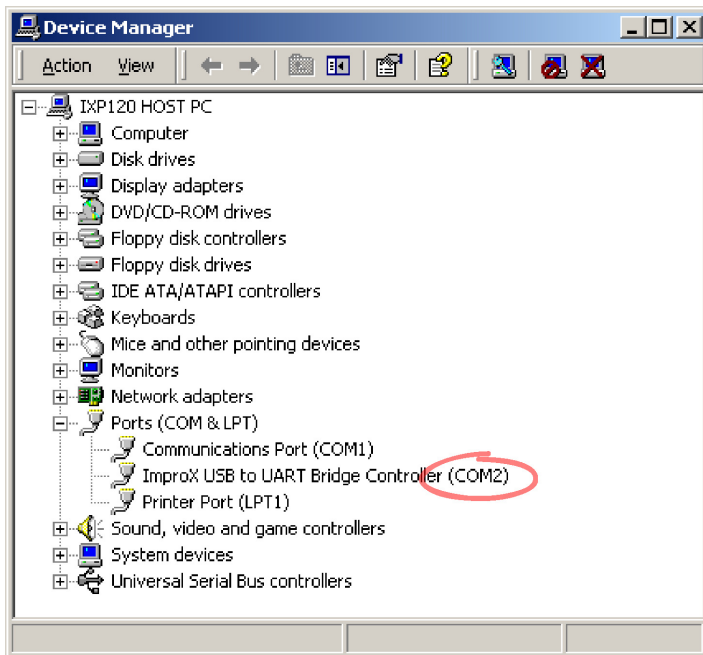 Device Manager
Action View
IXP120 HOST PC
Computer
Disk drives
Display adapters
DVD/CD-ROM drives
Floppy disk controllers
Floppy disk drives
IDE ATA/ATAPI controllers
Keyboards
Mice and other pointing devices
Monitors
Network adapters
Ports (COM & LPT)
Communications Port (COM1)
ImproX USB to UART Bridge Controller (COM2)
Printer Port (LPT1)
Sound, video and game controllers
System devices
Universal Serial Bus controllers